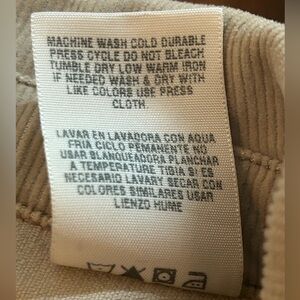 MACHINE WASH COLD DURABLE
PRESS CYCLE DO NOT BLEACH
TUMBLE DRY LOW WARM IRON
IF NEEDED WASH & DRY WITH
LIKE COLORS USE PRESS
CLOTH
LAVAR EN LAVADORA CON AQUA
FRIA CICLO PEMANENTE NO
USAR BLANQUEADORA PLANCHAR
A TEMPERATURE TIBIA SI ES
NECESARIO LAVARY SECAR CON
COLORES SIMILARES USAR
LIENZO HUME